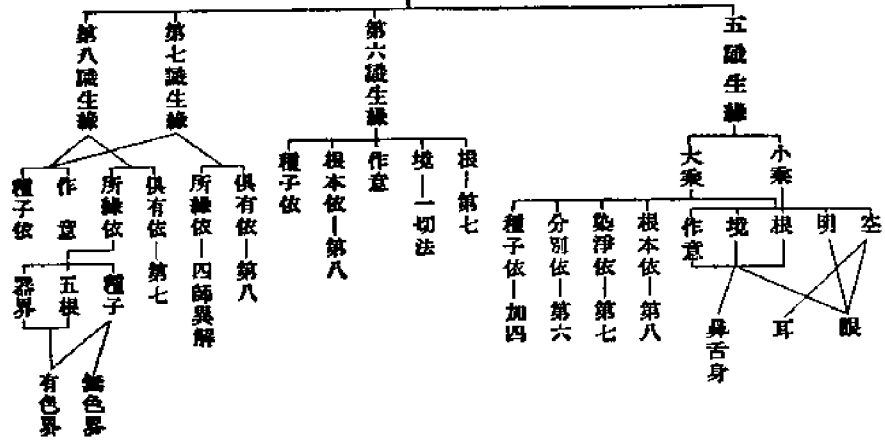 五識生緣
小乘
空
明
根
境
作意
眼
耳
鼻舌身
大乘
根本依—第八
染淨依—第七
分別依—第六
種子依—加四
第六識生緣
根—第七
境—一切法
作意
根本依—第八
種子依
第七識生緣
俱有依—第八
所緣依—四師異解
第八識生緣
俱有依—第七
所緣依
作意
種子依
種子
五根
器界
無色界
有色界